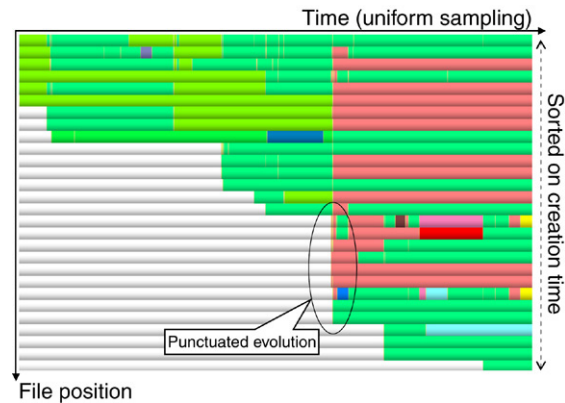 Time (uniform sampling)
Sorted on creation time
Punctuated evolution
File position